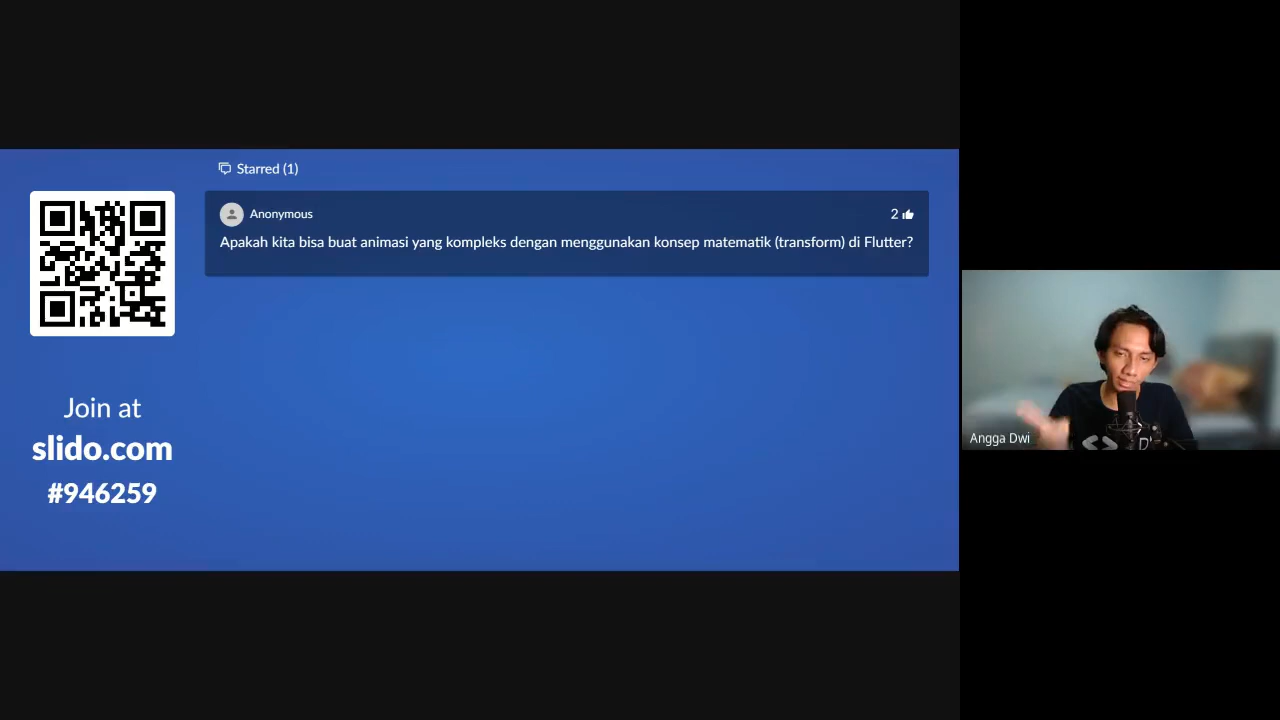 Starred (1)
Anonymous
2
Apakah kita bisa buat animasi yang kompleks dengan menggunakan konsep matematik (transform) di Flutter?
Join at
slido.com
#946259
Angga Dwi